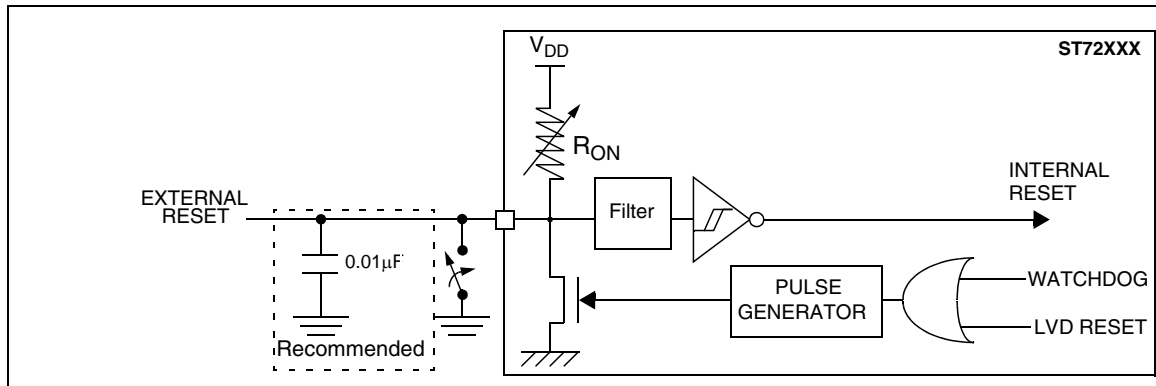 VDD
ST72XXX
RON
EXTERNAL
RESET
Filter
INTERNAL
RESET
0.01μF
PULSE
GENERATOR
WATCHDOG
LVD RESET
Recommended